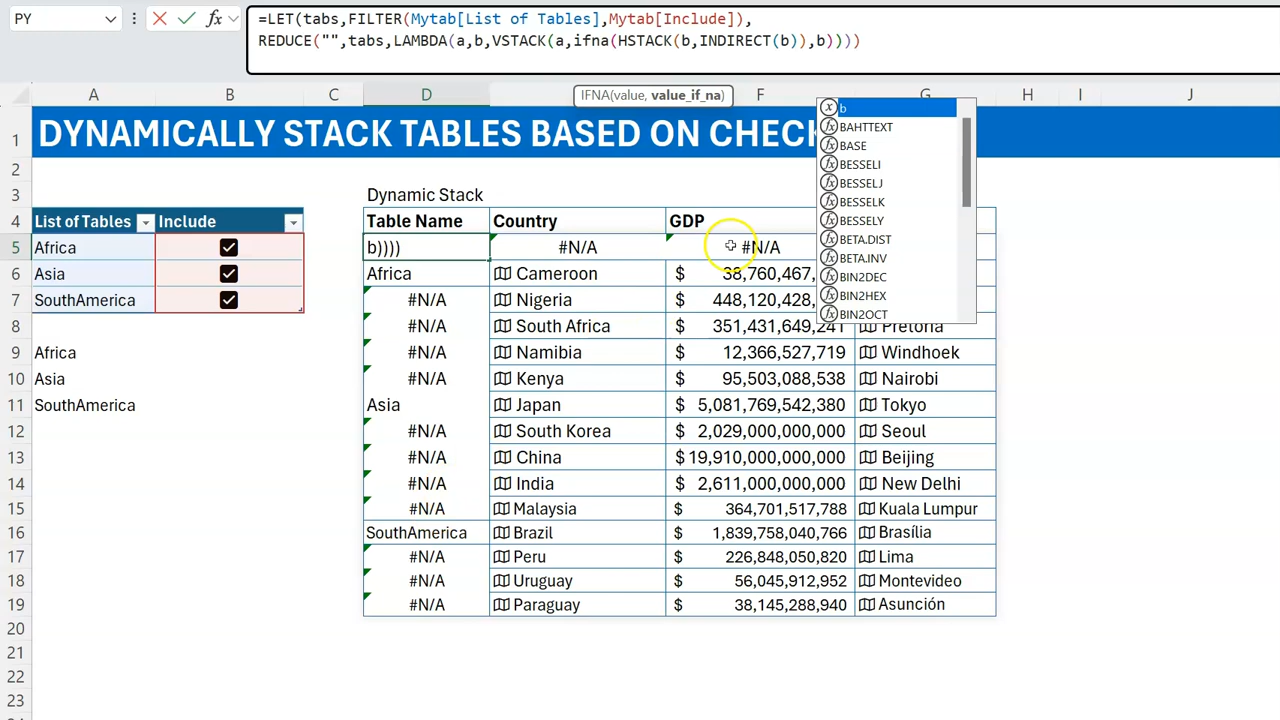 PY fx =LET(tabs,FILTER(Mytab[List of Tables],Mytab[Include]),
REDUCE("",tabs,LAMBDA(a,b,VSTACK(a,ifna(HSTACK(b,INDIRECT(b)),b))))
IFNA(value, value_if_na)
A B C D F G H I J
1 DYNAMICALLY STACK TABLES BASED ON CHECK
2
3 Dynamic Stack
4 List of Tables Include Table Name Country GDP
5 Africa b)))) #N/A #N/A
6 Asia Africa Cameroon $ 38,760,467,
7 SouthAmerica #N/A Nigeria $ 448,120,428,
8 #N/A South Africa $ 351,431,649,241 Pretoria
9 Africa #N/A Namibia $ 12,366,527,719 Windhoek
10 Asia #N/A Kenya $ 95,503,088,538 Nairobi
11 SouthAmerica Asia Japan $ 5,081,769,542,380 Tokyo
12 #N/A South Korea $ 2,029,000,000,000 Seoul
13 #N/A China $ 19,910,000,000,000 Beijing
14 #N/A India $ 2,611,000,000,000 New Delhi
15 #N/A Malaysia $ 364,701,517,788 Kuala Lumpur
16 SouthAmerica Brazil $ 1,839,758,040,766 Brasília
17 #N/A Peru $ 226,848,050,820 Lima
18 #N/A Uruguay $ 56,045,912,952 Montevideo
19 #N/A Paraguay $ 38,145,288,940 Asunción
20
21
22
23
b
BAHTTEXT
BASE
BESSELI
BESSELJ
BESSELK
BESSELY
BETA.DIST
BETA.INV
BIN2DEC
BIN2HEX
BIN2OCT